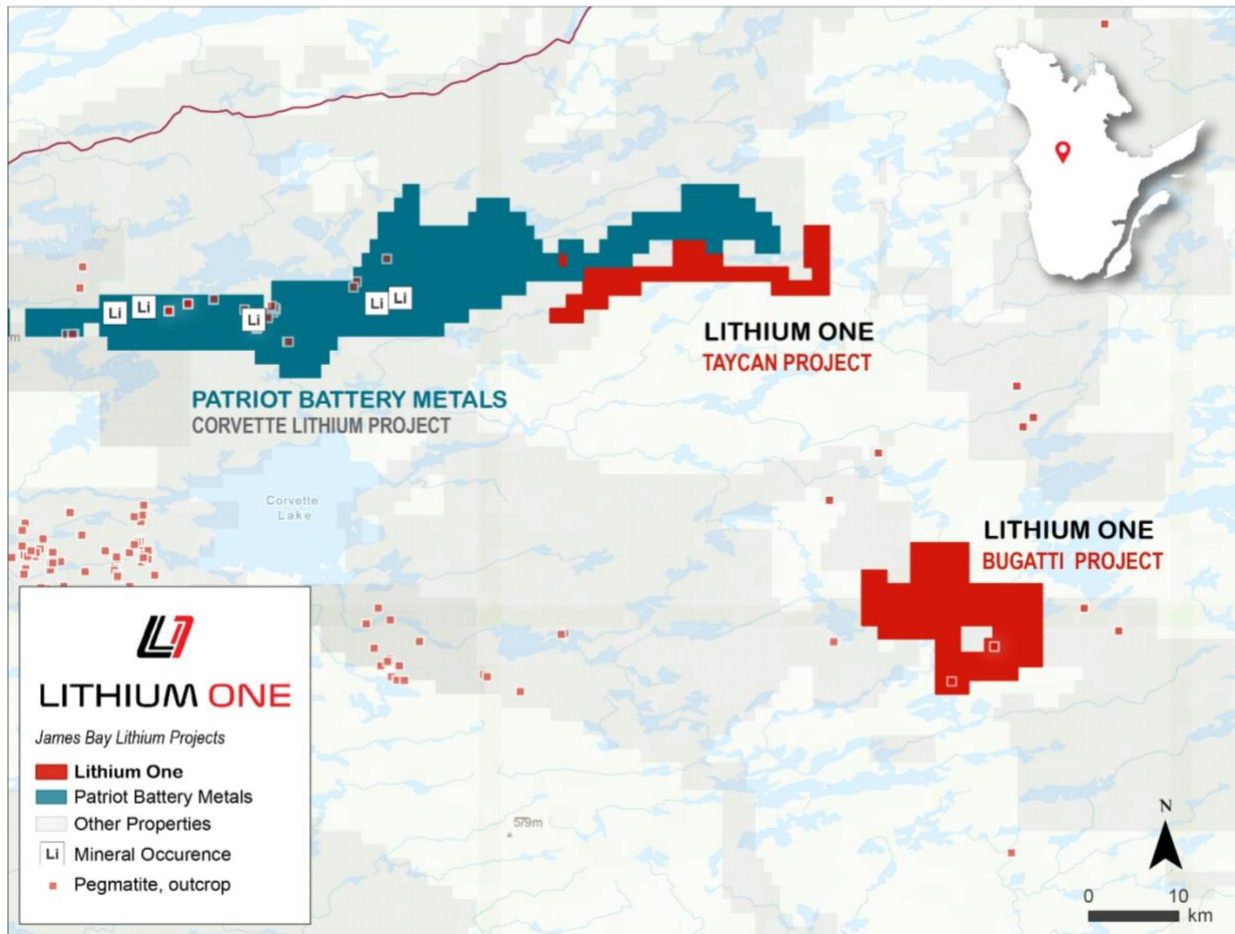 Li
Li
Li
Li
Li
LITHIUM ONE
TAYCAN PROJECT
PATRIOT BATTERY METALS
CORVETTE LITHIUM PROJECT
Corvette
Lake
LITHIUM ONE
BUGATTI PROJECT
LITHIUM ONE
James Bay Lithium Projects
Lithium One
Patriot Battery Metals
Other Properties
Li Mineral Occurence
Pegmatite, outcrop
579m
N
0 10
km